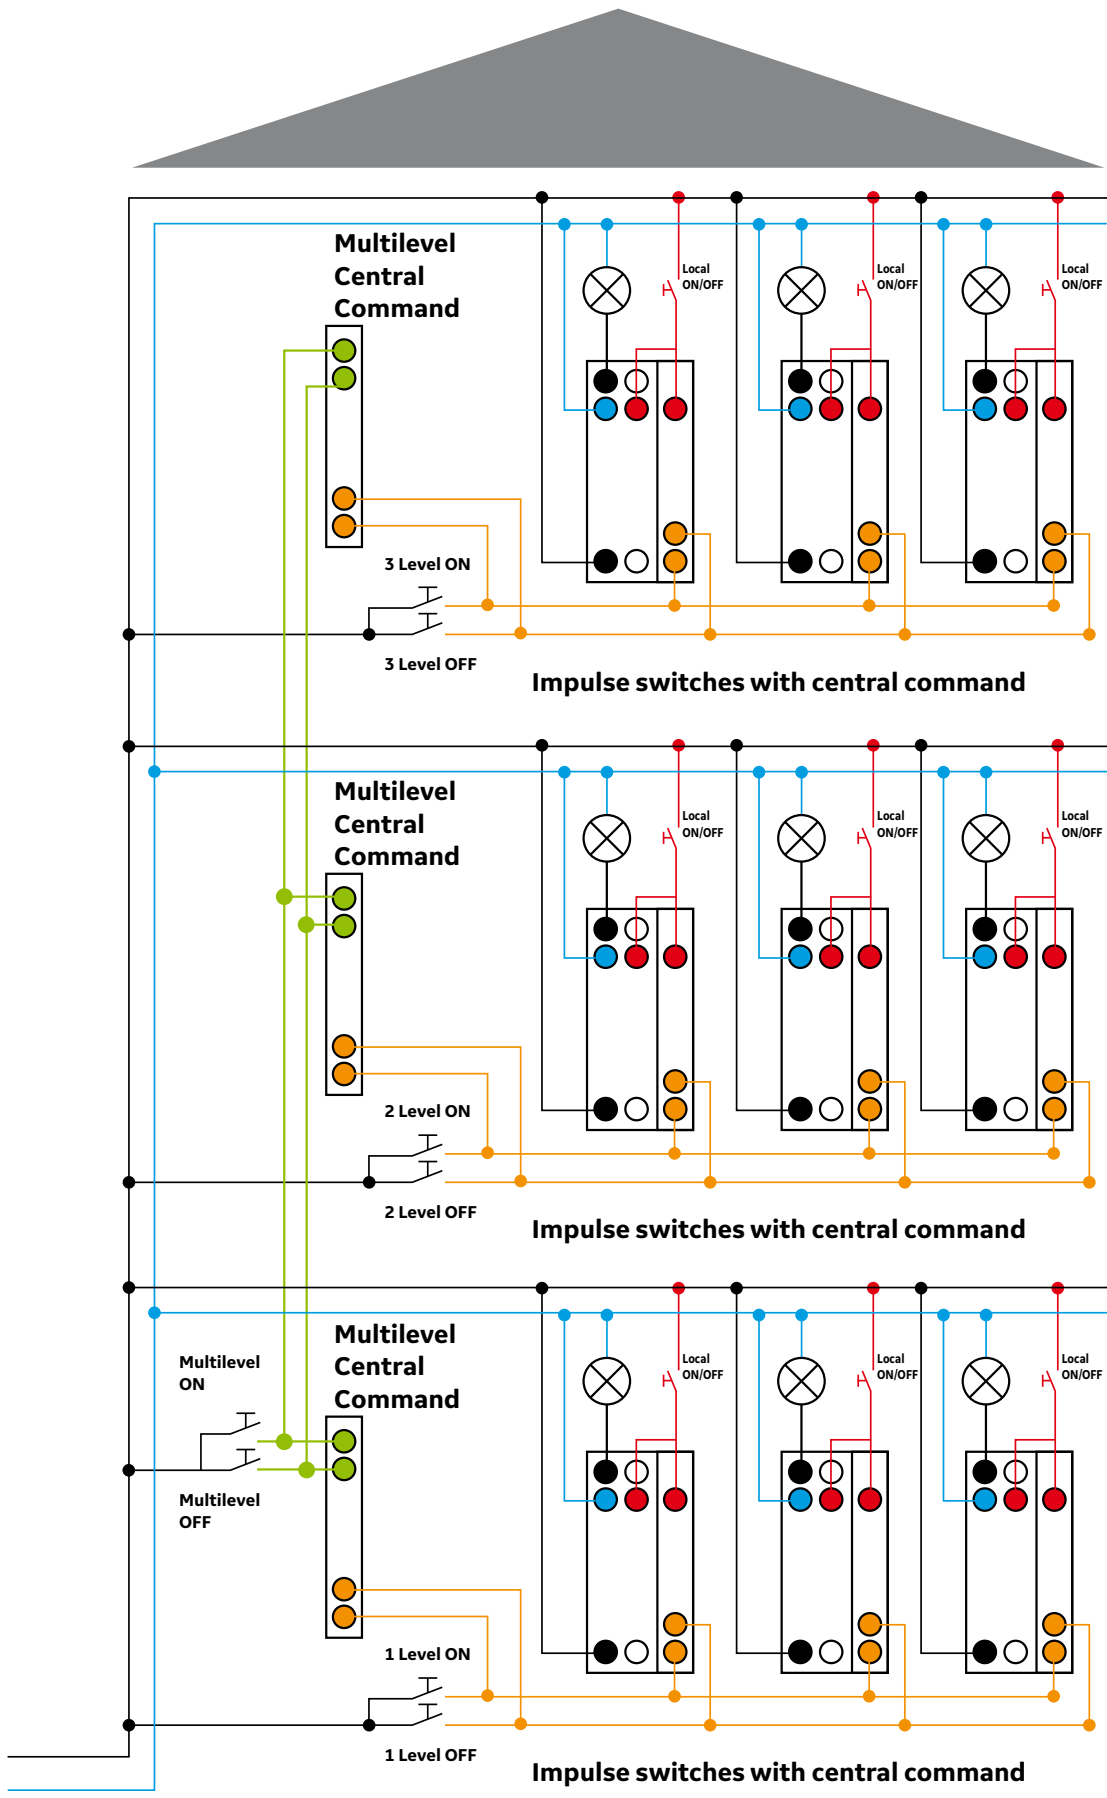 Multilevel
Central
Command
Local
ON/OFF
Local
ON/OFF
Local
ON/OFF
3 Level ON
3 Level OFF
Impulse switches with central command
Multilevel
Central
Command
Local
ON/OFF
Local
ON/OFF
Local
ON/OFF
2 Level ON
2 Level OFF
Impulse switches with central command
Multilevel
Central
Command
Local
ON/OFF
Local
ON/OFF
Local
ON/OFF
Multilevel
ON
Multilevel
OFF
1 Level ON
1 Level OFF
Impulse switches with central command